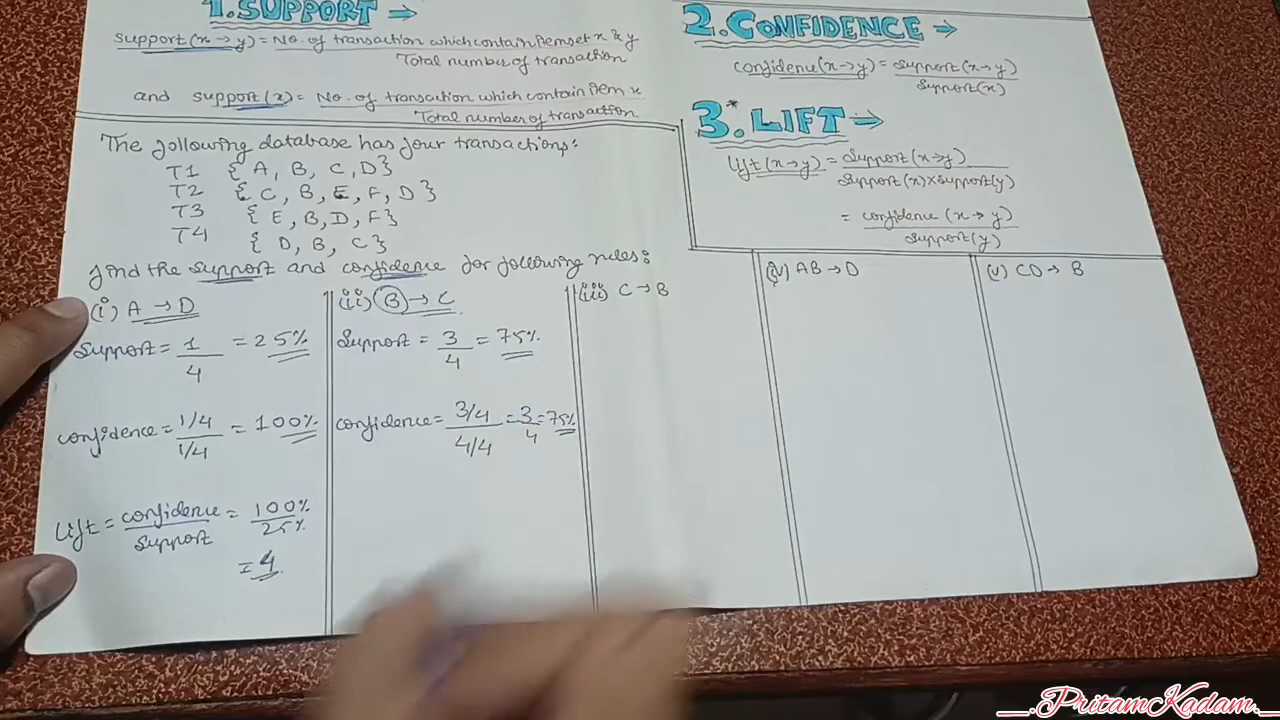 1.SUPPORT ⇒
support(x→y) = No. of transaction which contain itemset x & y
Total number of transaction
and support(x) = No. of transaction which contain item x
Total number of transaction
2.CONFIDENCE ⇒
confidence(x→y) = support(x→y)
support(x)
3.* LIFT ⇒
lift(x→y) = support(x→y)
support(x)×support(y)
= confidence(x→y)
support(y)
The following database has four transactions:
T1 {A, B, C, D}
T2 {C, B, E, F, D}
T3 {E, B, D, F}
T4 {D, B, C}
find the support and confidence for following rules:
(i) A → D
support = 1 = 25%
4
confidence = 1/4 = 100%
1/4
lift = confidence = 100%
support 25%
= 4
(ii) B → C
support = 3 = 75%
4
confidence = 3/4 = 3 = 75%
4/4 4
(iii) C → B
(iv) AB → D
(v) CD → B
__.PritamKadam.__